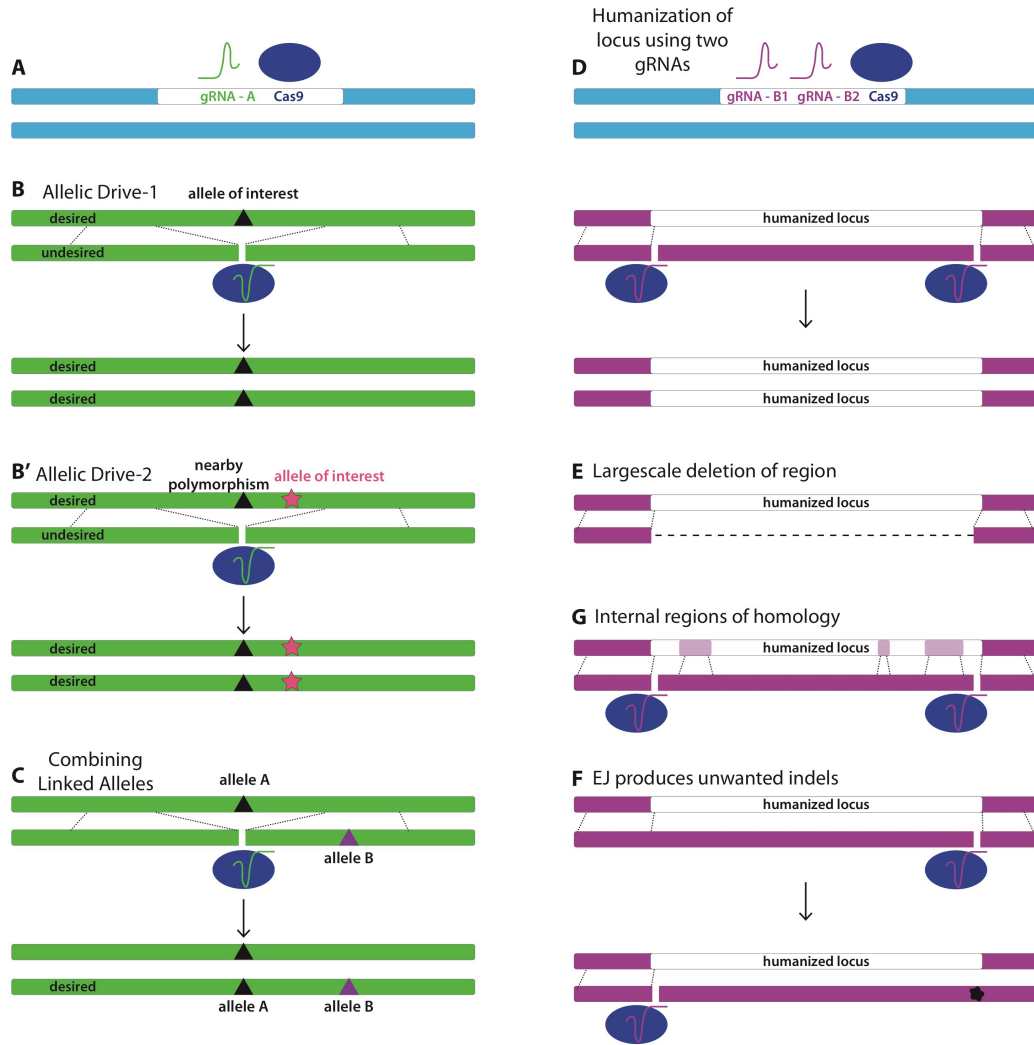 A
gRNA - A Cas9
B Allelic Drive-1
allele of interest
desired
undesired
desired
desired
B′ Allelic Drive-2
nearby
polymorphism
allele of interest
desired
undesired
desired
desired
C
Combining
Linked Alleles
allele A
allele B
desired
allele A allele B
Humanization of
locus using two
gRNAs
D
gRNA - B1 gRNA - B2 Cas9
humanized locus
humanized locus
humanized locus
E Largescale deletion of region
humanized locus
G Internal regions of homology
humanized locus
F EJ produces unwanted indels
humanized locus
humanized locus